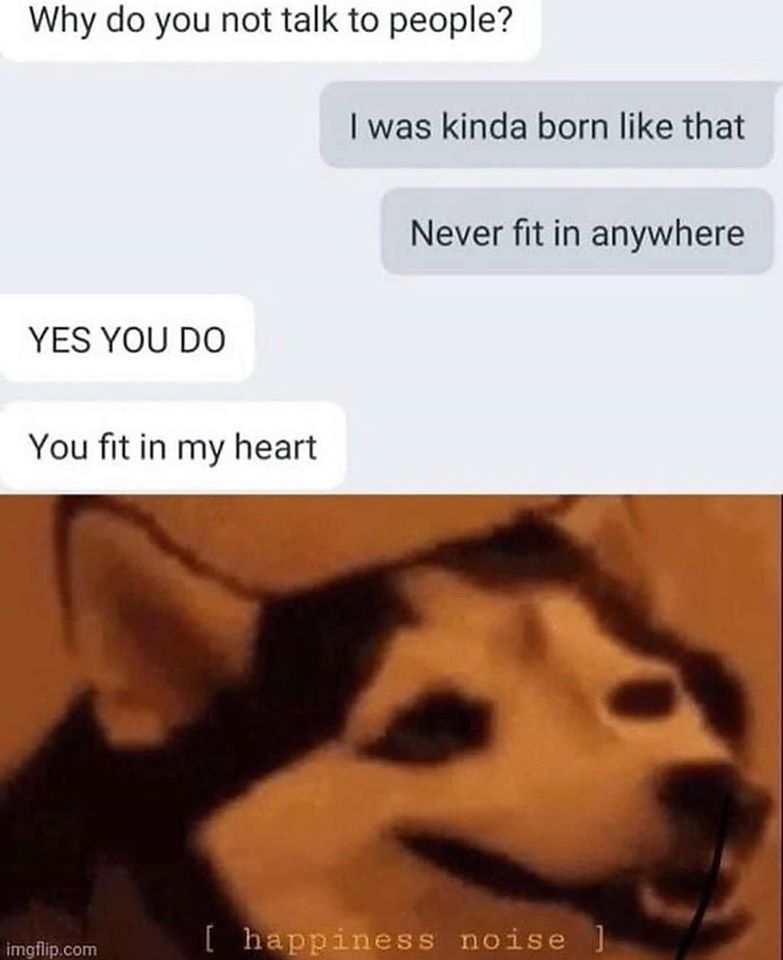 Why do you not talk to people?
I was kinda born like that
Never fit in anywhere
YES YOU DO
You fit in my heart
[ happiness noise ]
imgflip.com